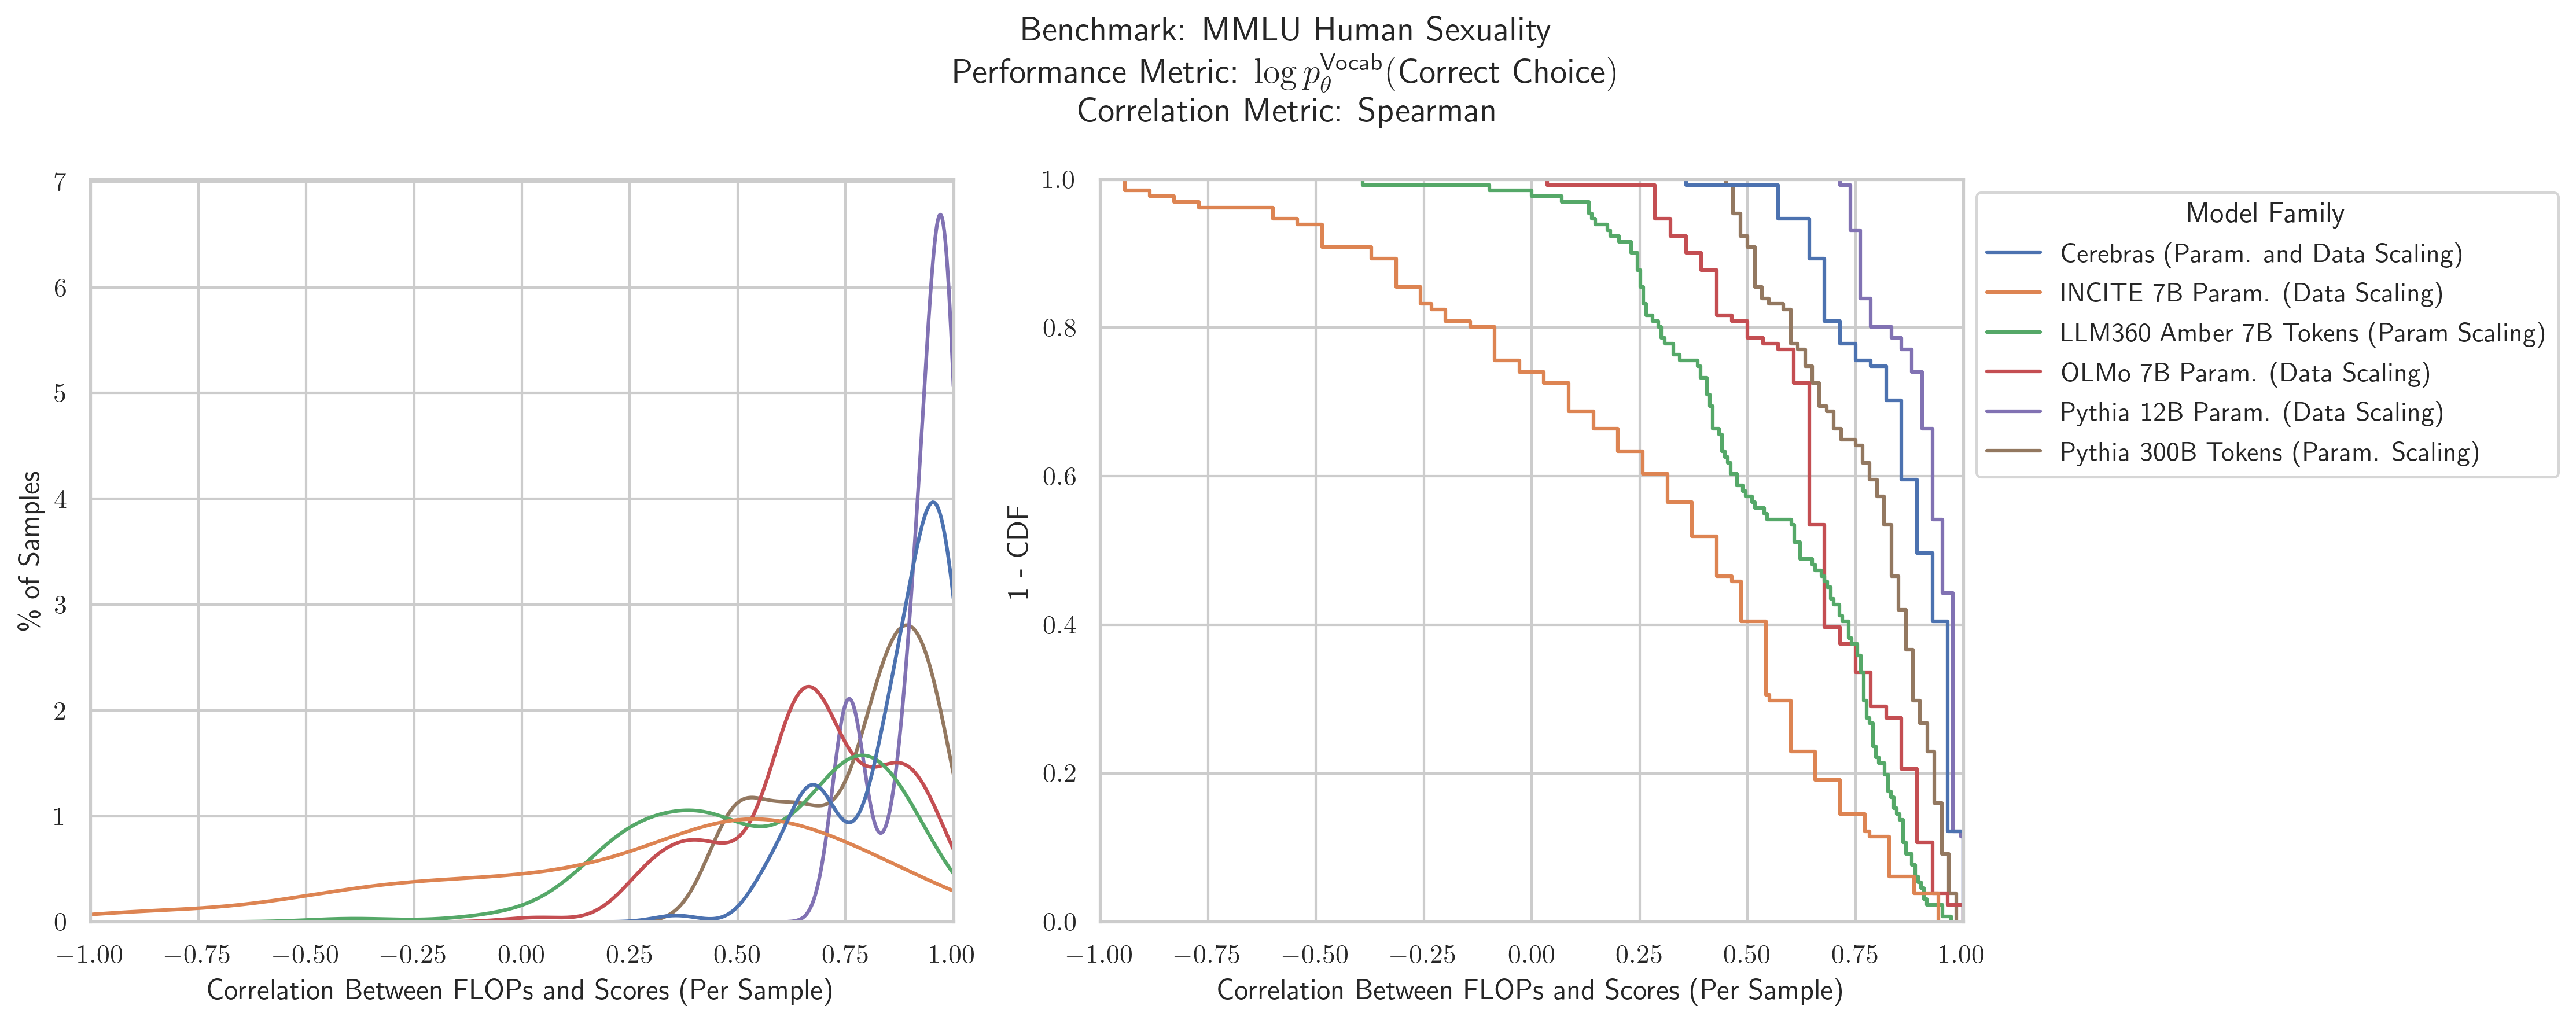 Benchmark: MMLU Human Sexuality
Performance Metric: log p_θ^Vocab(Correct Choice)
Correlation Metric: Spearman
% of Samples
7
6
5
4
3
2
1
0
−1.00 −0.75 −0.50 −0.25 0.00 0.25 0.50 0.75 1.00
Correlation Between FLOPs and Scores (Per Sample)
1 - CDF
1.0
0.8
0.6
0.4
0.2
0.0
−1.00 −0.75 −0.50 −0.25 0.00 0.25 0.50 0.75 1.00
Correlation Between FLOPs and Scores (Per Sample)
Model Family
Cerebras (Param. and Data Scaling)
INCITE 7B Param. (Data Scaling)
LLM360 Amber 7B Tokens (Param Scaling)
OLMo 7B Param. (Data Scaling)
Pythia 12B Param. (Data Scaling)
Pythia 300B Tokens (Param. Scaling)